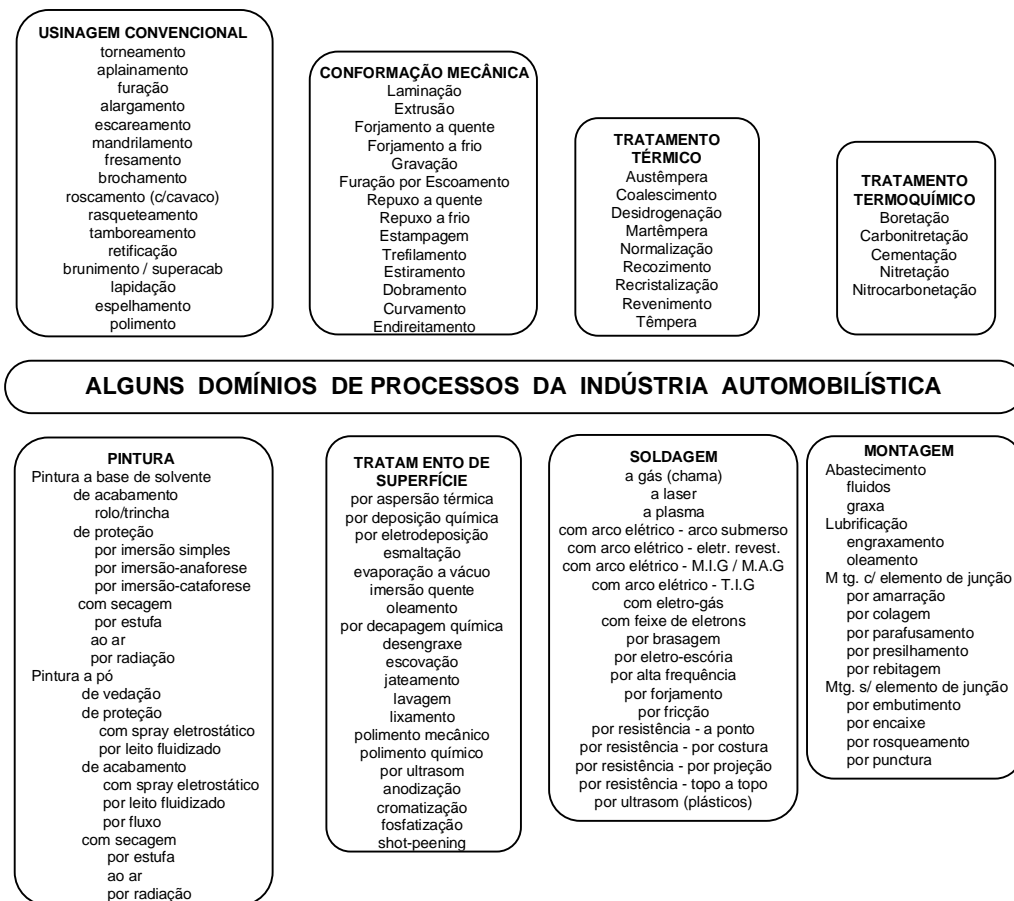 USINAGEM CONVENCIONAL
torneamento
aplainamento
furação
alargamento
escareamento
mandrilamento
fresamento
brochamento
roscamento (c/cavaco)
rasqueteamento
tamboreamento
retificação
brunimento / superacab
lapidação
espelhamento
polimento
CONFORMAÇÃO MECÂNICA
Laminação
Extrusão
Forjamento a quente
Forjamento a frio
Gravação
Furação por Escoamento
Repuxo a quente
Repuxo a frio
Estampagem
Trefilamento
Estiramento
Dobramento
Curvamento
Endireitamento
TRATAMENTO
TÉRMICO
Austêmpera
Coalescimento
Desidrogenação
Martêmpera
Normalização
Recozimento
Recristalização
Revenimento
Têmpera
TRATAMENTO
TERMOQUÍMICO
Boretação
Carbonitretação
Cementação
Nitretação
Nitrocarbonetação
ALGUNS DOMÍNIOS DE PROCESSOS DA INDÚSTRIA AUTOMOBILÍSTICA
PINTURA
Pintura a base de solvente
de acabamento
rolo/trincha
de proteção
por imersão simples
por imersão-anaforese
por imersão-cataforese
com secagem
por estufa
ao ar
por radiação
Pintura a pó
de vedação
de proteção
com spray eletrostático
por leito fluidizado
de acabamento
com spray eletrostático
por leito fluidizado
por fluxo
com secagem
por estufa
ao ar
por radiação
TRATAM ENTO DE
SUPERFÍCIE
por aspersão térmica
por deposição química
por eletrodeposição
esmaltação
evaporação a vácuo
imersão quente
oleamento
por decapagem química
desengraxe
escovação
jateamento
lavagem
lixamento
polimento mecânico
polimento químico
por ultrasom
anodização
cromatização
fosfatização
shot-peening
SOLDAGEM
a gás (chama)
a laser
a plasma
com arco elétrico - arco submerso
com arco elétrico - eletr. revest.
com arco elétrico - M.I.G / M.A.G
com arco elétrico - T.I.G
com eletro-gás
com feixe de eletrons
por brasagem
por eletro-escória
por alta frequência
por forjamento
por fricção
por resistência - a ponto
por resistência - por costura
por resistência - por projeção
por resistência - topo a topo
por ultrasom (plásticos)
MONTAGEM
Abastecimento
fluidos
graxa
Lubrificação
engraxamento
oleamento
M tg. c/ elemento de junção
por amarração
por colagem
por parafusamento
por presilhamento
por rebitagem
Mtg. s/ elemento de junção
por embutimento
por encaixe
por rosqueamento
por punctura